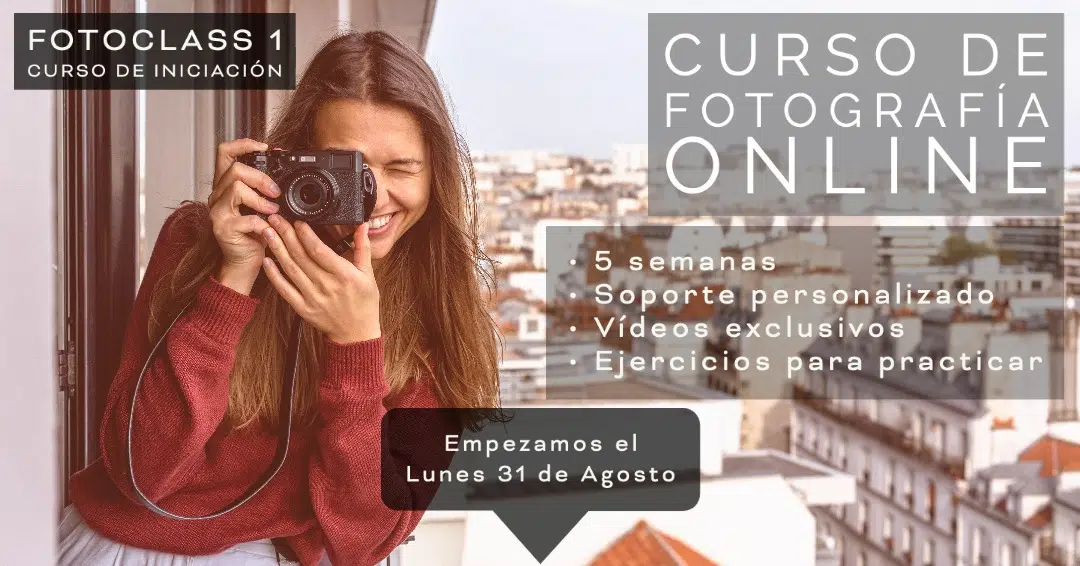 FOTOCLASS 1
CURSO DE INICIACIÓN
CURSO DE
FOTOGRAFÍA
ONLINE
• 5 semanas
• Soporte personalizado
• Vídeos exclusivos
• Ejercicios para practicar
Empezamos el
Lunes 31 de Agosto